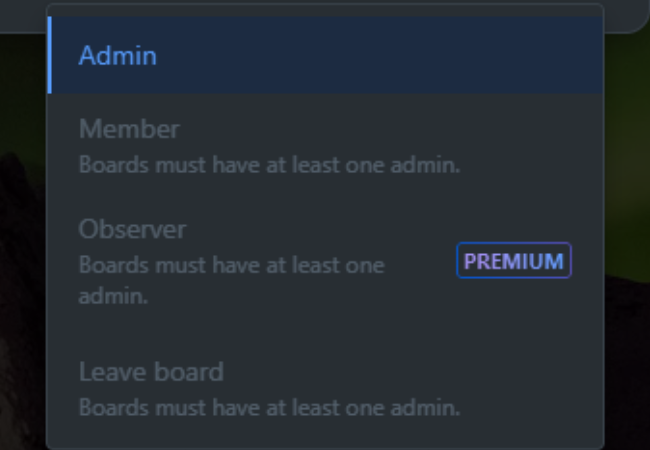 Admin
Member
Boards must have at least one admin.
Observer
Boards must have at least one
admin.
PREMIUM
Leave board
Boards must have at least one admin.